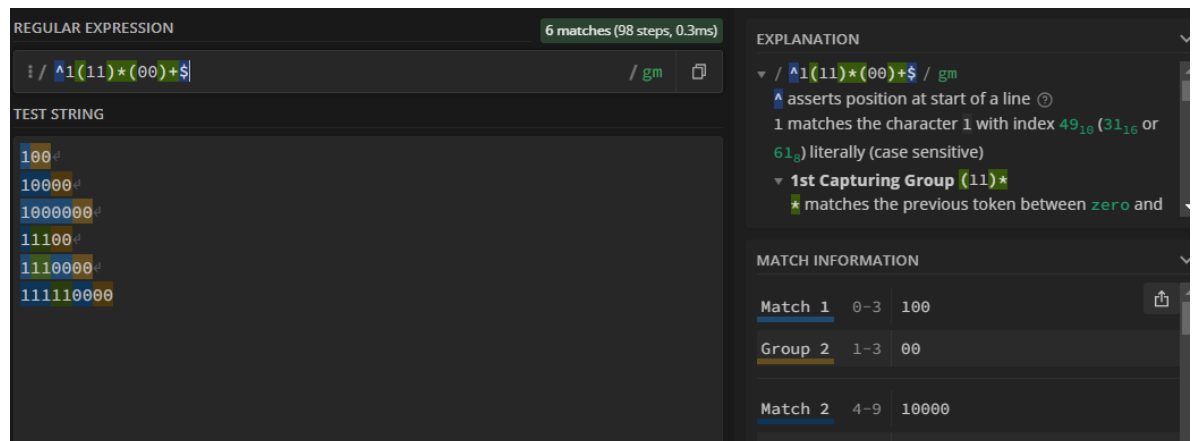 REGULAR EXPRESSION
6 matches (98 steps, 0.3ms)
/ ^1(11)*(00)+$
/ gm
TEST STRING
100
10000
1000000
11100
1110000
111110000
EXPLANATION
/ ^1(11)*(00)+$ / gm
^ asserts position at start of a line
1 matches the character 1 with index 49₁₀ (31₁₆ or
61₈) literally (case sensitive)
1st Capturing Group (11)*
* matches the previous token between zero and
MATCH INFORMATION
Match 1 0-3 100
Group 2 1-3 00
Match 2 4-9 10000